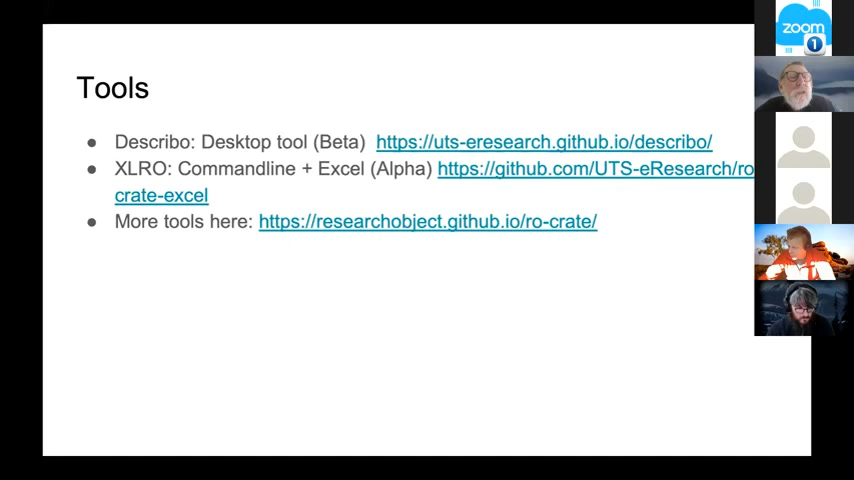 Tools
● Describo: Desktop tool (Beta) https://uts-eresearch.github.io/describo/
● XLRO: Commandline + Excel (Alpha) https://github.com/UTS-eResearch/ro
crate-excel
● More tools here: https://researchobject.github.io/ro-crate/
zoom
1